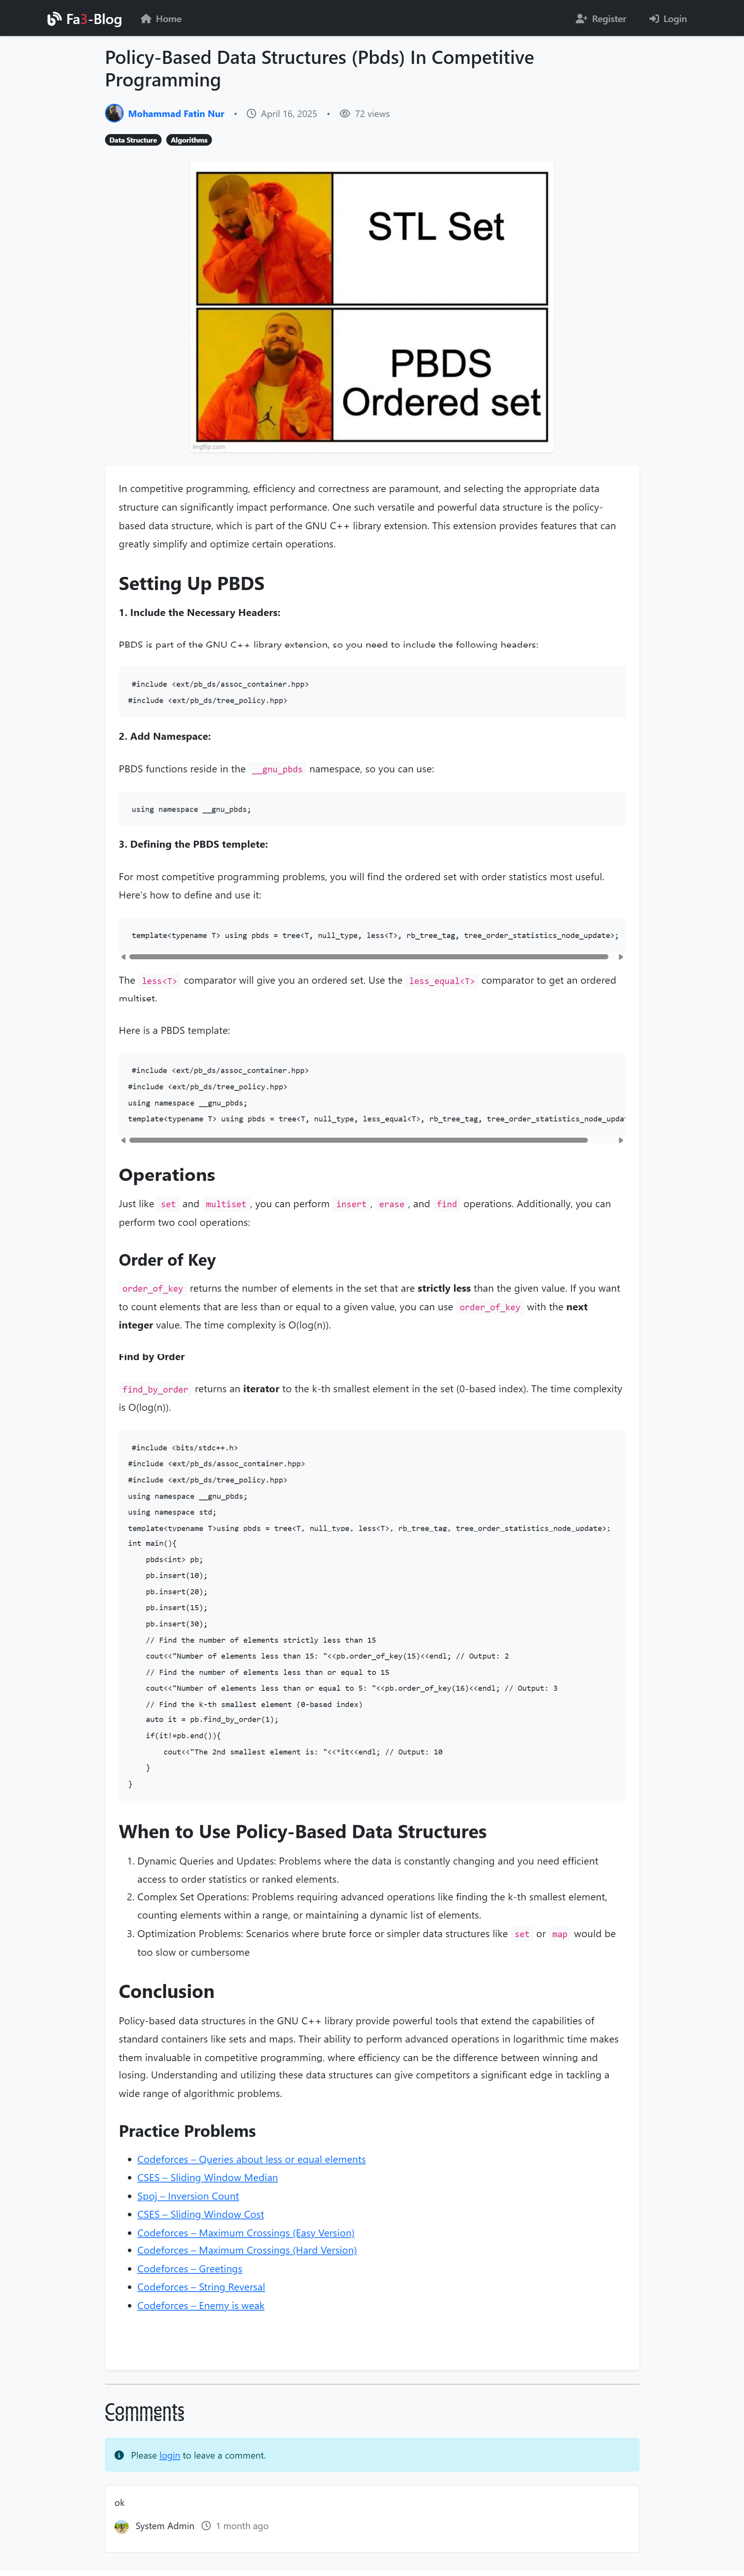 Fa3-Blog Home Register Login
Policy-Based Data Structures (Pbds) In Competitive
Programming
Mohammad Fatin Nur • April 16, 2025 • 72 views
Data Structure Algorithms
STL Set
PBDS
Ordered set
imgflip.com
In competitive programming, efficiency and correctness are paramount, and selecting the appropriate data
structure can significantly impact performance. One such versatile and powerful data structure is the policy-
based data structure, which is part of the GNU C++ library extension. This extension provides features that can
greatly simplify and optimize certain operations.
Setting Up PBDS
1. Include the Necessary Headers:
PBDS is part of the GNU C++ library extension, so you need to include the following headers:
#include <ext/pb_ds/assoc_container.hpp>
#include <ext/pb_ds/tree_policy.hpp>
2. Add Namespace:
PBDS functions reside in the __gnu_pbds namespace, so you can use:
using namespace __gnu_pbds;
3. Defining the PBDS templete:
For most competitive programming problems, you will find the ordered set with order statistics most useful.
Here's how to define and use it:
template<typename T> using pbds = tree<T, null_type, less<T>, rb_tree_tag, tree_order_statistics_node_update>;
The less<T> comparator will give you an ordered set. Use the less_equal<T> comparator to get an ordered
multiset.
Here is a PBDS template:
#include <ext/pb_ds/assoc_container.hpp>
#include <ext/pb_ds/tree_policy.hpp>
using namespace __gnu_pbds;
template<typename T> using pbds = tree<T, null_type, less_equal<T>, rb_tree_tag, tree_order_statistics_node_updat
Operations
Just like set and multiset, you can perform insert, erase, and find operations. Additionally, you can
perform two cool operations:
Order of Key
order_of_key returns the number of elements in the set that are strictly less than the given value. If you want
to count elements that are less than or equal to a given value, you can use order_of_key with the next
integer value. The time complexity is O(log(n)).
Find by Order
find_by_order returns an iterator to the k-th smallest element in the set (0-based index). The time complexity
is O(log(n)).
#include <bits/stdc++.h>
#include <ext/pb_ds/assoc_container.hpp>
#include <ext/pb_ds/tree_policy.hpp>
using namespace __gnu_pbds;
using namespace std;
template<typename T>using pbds = tree<T, null_type, less<T>, rb_tree_tag, tree_order_statistics_node_update>;
int main(){
pbds<int> pb;
pb.insert(10);
pb.insert(20);
pb.insert(15);
pb.insert(30);
// Find the number of elements strictly less than 15
cout<<"Number of elements less than 15: "<<pb.order_of_key(15)<<endl; // Output: 2
// Find the number of elements less than or equal to 15
cout<<"Number of elements less than or equal to 5: "<<pb.order_of_key(16)<<endl; // Output: 3
// Find the k-th smallest element (0-based index)
auto it = pb.find_by_order(1);
if(it!=pb.end()){
cout<<"The 2nd smallest element is: "<<*it<<endl; // Output: 10
}
}
When to Use Policy-Based Data Structures
1. Dynamic Queries and Updates: Problems where the data is constantly changing and you need efficient
access to order statistics or ranked elements.
2. Complex Set Operations: Problems requiring advanced operations like finding the k-th smallest element,
counting elements within a range, or maintaining a dynamic list of elements.
3. Optimization Problems: Scenarios where brute force or simpler data structures like set or map would be
too slow or cumbersome
Conclusion
Policy-based data structures in the GNU C++ library provide powerful tools that extend the capabilities of
standard containers like sets and maps. Their ability to perform advanced operations in logarithmic time makes
them invaluable in competitive programming, where efficiency can be the difference between winning and
losing. Understanding and utilizing these data structures can give competitors a significant edge in tackling a
wide range of algorithmic problems.
Practice Problems
• Codeforces – Queries about less or equal elements
• CSES – Sliding Window Median
• Spoj – Inversion Count
• CSES – Sliding Window Cost
• Codeforces – Maximum Crossings (Easy Version)
• Codeforces – Maximum Crossings (Hard Version)
• Codeforces – Greetings
• Codeforces – String Reversal
• Codeforces – Enemy is weak
Comments
Please login to leave a comment.
ok
System Admin 1 month ago